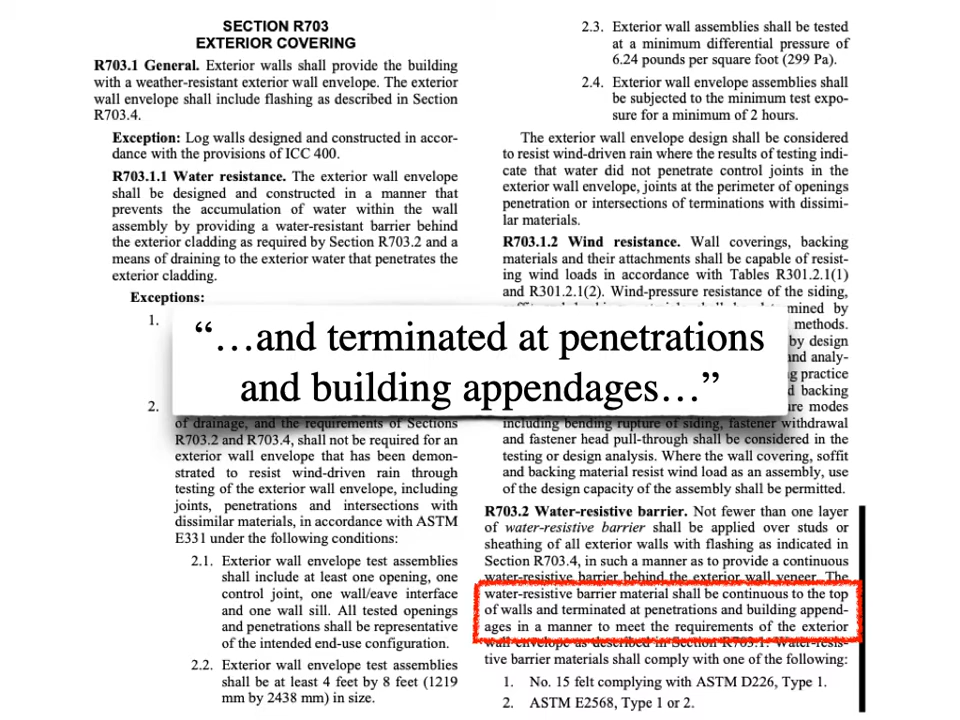 SECTION R703
EXTERIOR COVERING
R703.1 General. Exterior walls shall provide the building
with a weather-resistant exterior wall envelope. The exterior
wall envelope shall include flashing as described in Section
R703.4.
Exception: Log walls designed and constructed in accor-
dance with the provisions of ICC 400.
R703.1.1 Water resistance. The exterior wall envelope
shall be designed and constructed in a manner that
prevents the accumulation of water within the wall
assembly by providing a water-resistant barrier behind
the exterior cladding as required by Section R703.2 and a
means of draining to the exterior water that penetrates the
exterior cladding.
Exceptions:
1.
2.
of drainage, and the requirements of Sections
R703.2 and R703.4, shall not be required for an
exterior wall envelope that has been demon-
strated to resist wind-driven rain through
testing of the exterior wall envelope, including
joints, penetrations and intersections with
dissimilar materials, in accordance with ASTM
E331 under the following conditions:
2.1. Exterior wall envelope test assemblies
shall include at least one opening, one
control joint, one wall/eave interface
and one wall sill. All tested openings
and penetrations shall be representative
of the intended end-use configuration.
2.2. Exterior wall envelope test assemblies
shall be at least 4 feet by 8 feet (1219
mm by 2438 mm) in size.
2.3. Exterior wall assemblies shall be tested
at a minimum differential pressure of
6.24 pounds per square foot (299 Pa).
2.4. Exterior wall envelope assemblies shall
be subjected to the minimum test expo-
sure for a minimum of 2 hours.
The exterior wall envelope design shall be considered
to resist wind-driven rain where the results of testing indi-
cate that water did not penetrate control joints in the
exterior wall envelope, joints at the perimeter of openings
penetration or intersections of terminations with dissimi-
lar materials.
R703.1.2 Wind resistance. Wall coverings, backing
materials and their attachments shall be capable of resist-
ing wind loads in accordance with Tables R301.2.1(1)
and R301.2.1(2). Wind-pressure resistance of the siding,
mined by
methods.
by design
and analy-
practice
backing
modes
including bending rupture of siding, fastener withdrawal
and fastener head pull-through shall be considered in the
testing or design analysis. Where the wall covering, soffit
and backing material resist wind load as an assembly, use
of the design capacity of the assembly shall be permitted.
“…and terminated at penetrations
and building appendages…”
R703.2 Water-resistive barrier. Not fewer than one layer
of water-resistive barrier shall be applied over studs or
sheathing of all exterior walls with flashing as indicated in
Section R703.4, in such a manner as to provide a continuous
water-resistive barrier behind the exterior wall veneer. The
water-resistive barrier material shall be continuous to the top
of walls and terminated at penetrations and building append-
ages in a manner to meet the requirements of the exterior
wall envelope as described in Section R703.1. Water-resis-
tive barrier materials shall comply with one of the following:
1. No. 15 felt complying with ASTM D226, Type 1.
2. ASTM E2568, Type 1 or 2.